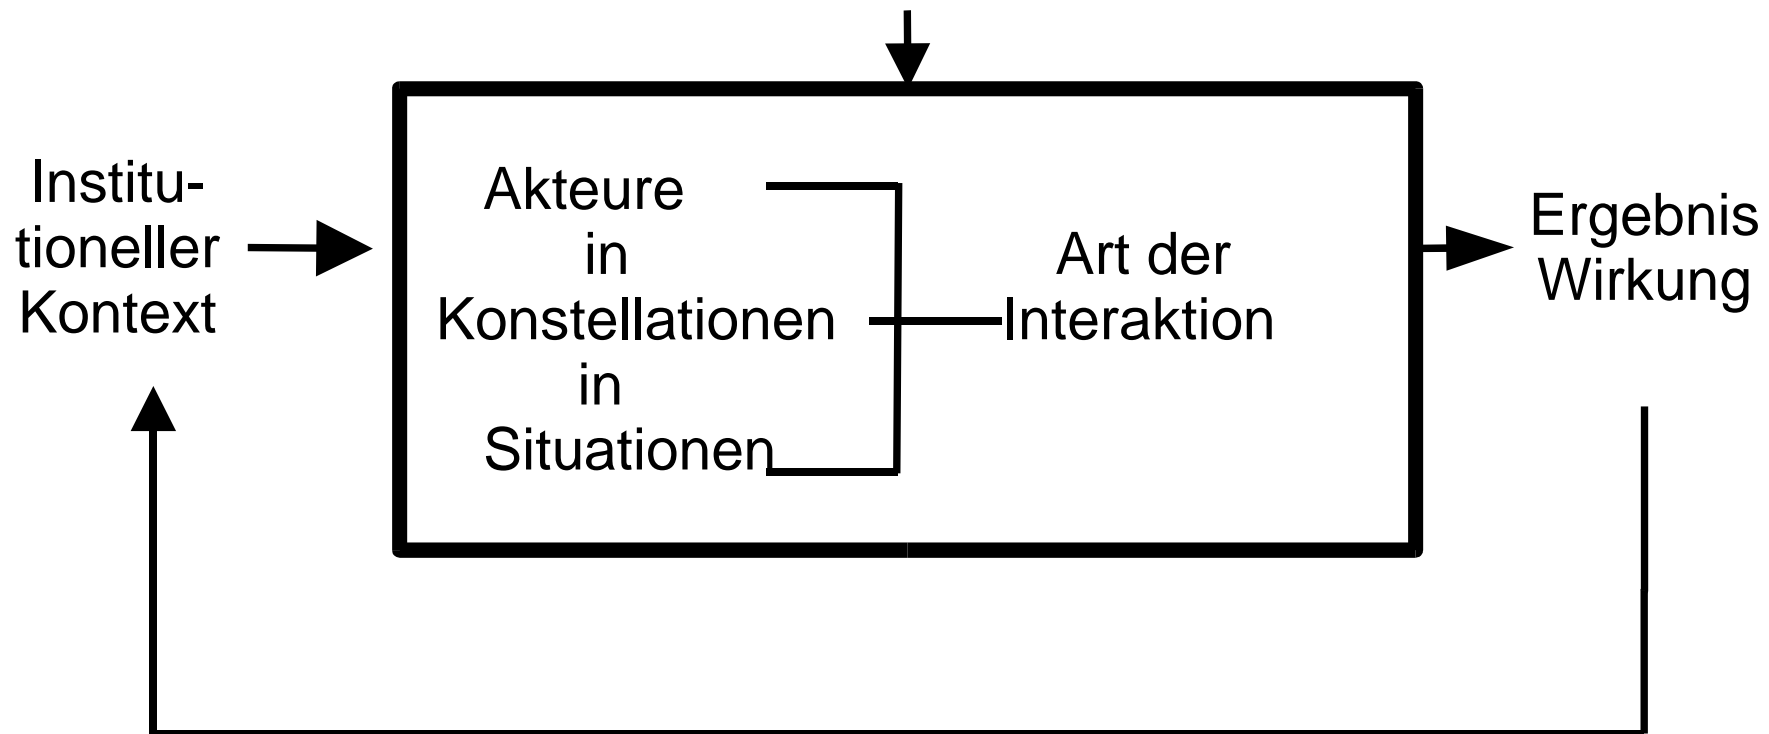 Institu-
tioneller
Kontext
Akteure
in
Konstellationen
in
Situationen
Art der
Interaktion
Ergebnis
Wirkung